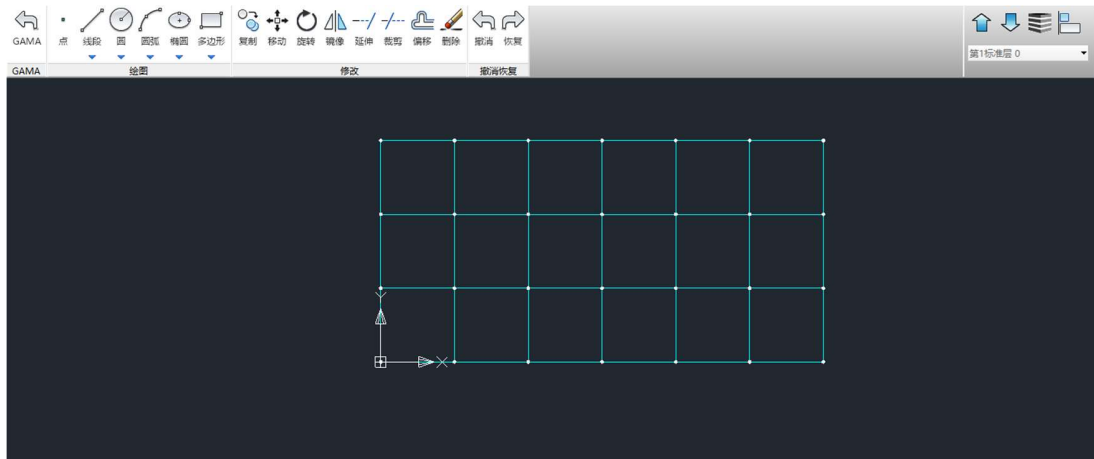 GAMA 点 线段 圆 圆弧 椭圆 多边形 复制 移动 旋转 镜像 延伸 裁剪 偏移 删除 撤消 恢复
第1标准层 0
GAMA 绘图 修改 撤消恢复
Y
X